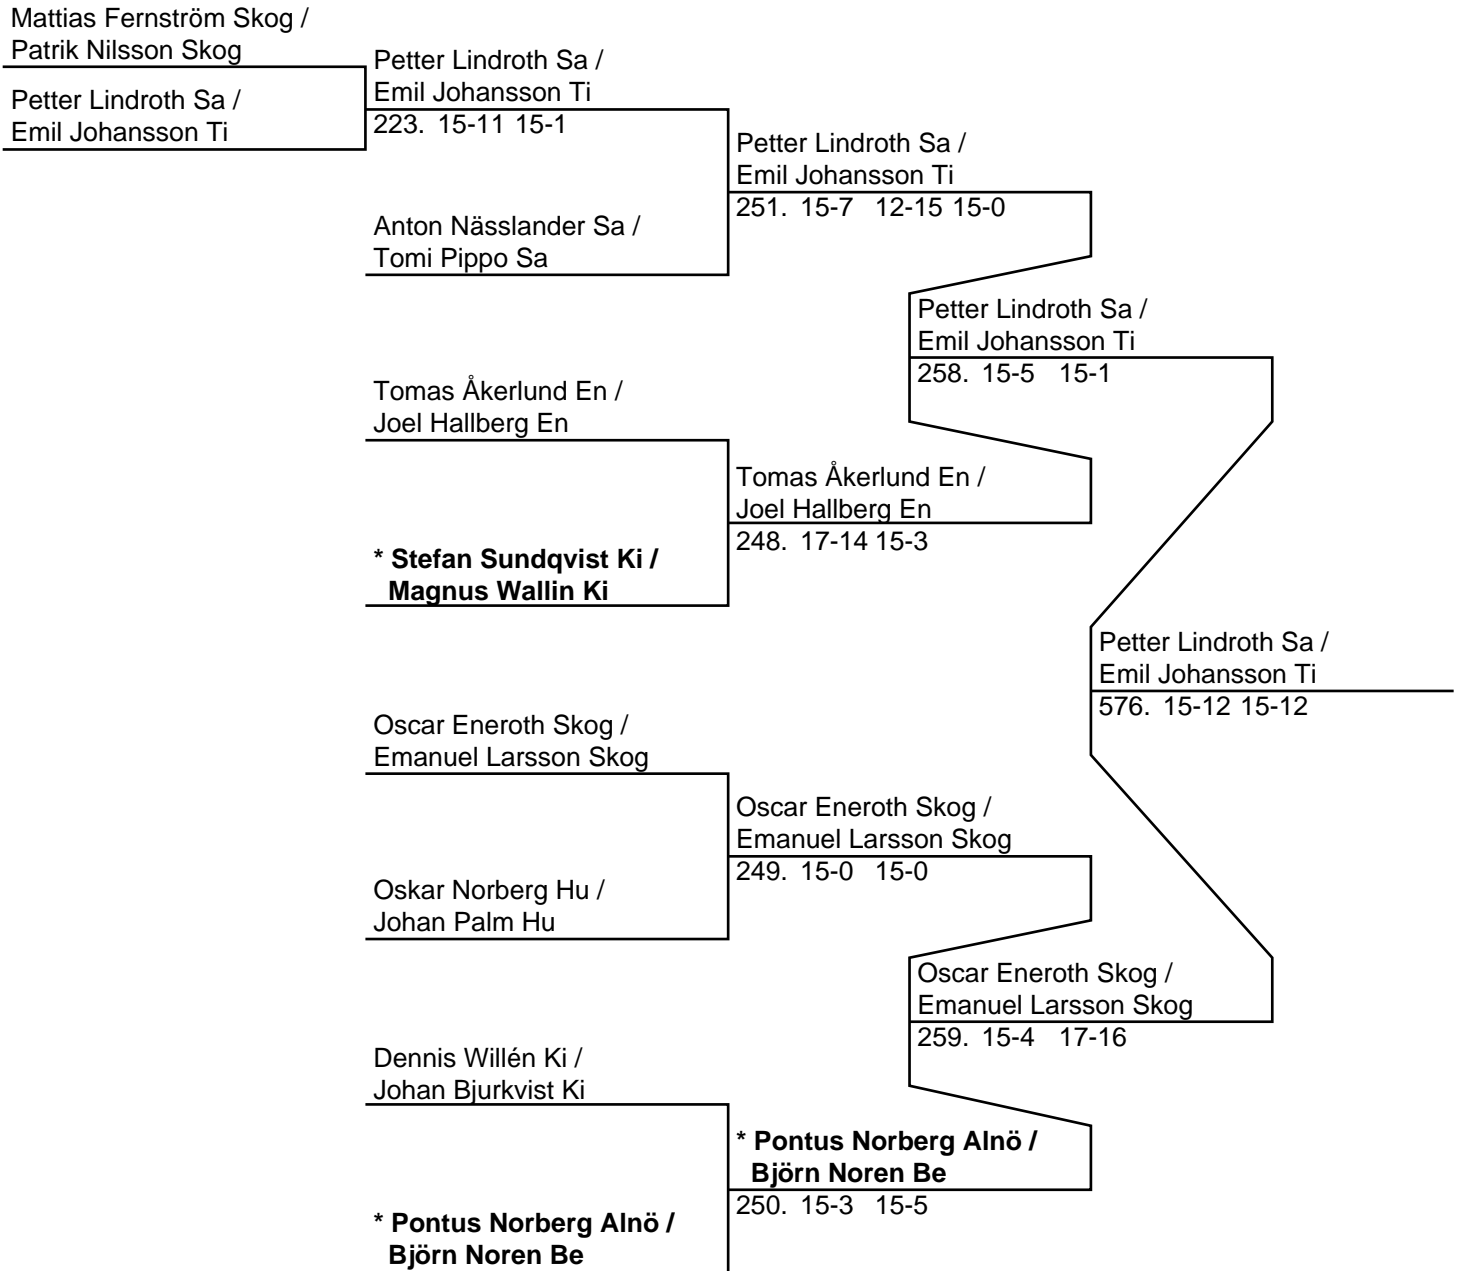 Mattias Fernström Skog /
Patrik Nilsson Skog
Petter Lindroth Sa /
Emil Johansson Ti
Petter Lindroth Sa /
Emil Johansson Ti
223. 15-11 15-1
Anton Nässlander Sa /
Tomi Pippo Sa
Petter Lindroth Sa /
Emil Johansson Ti
251. 15-7 12-15 15-0
Tomas Åkerlund En /
Joel Hallberg En
* Stefan Sundqvist Ki /
Magnus Wallin Ki
Tomas Åkerlund En /
Joel Hallberg En
248. 17-14 15-3
Petter Lindroth Sa /
Emil Johansson Ti
258. 15-5 15-1
Oscar Eneroth Skog /
Emanuel Larsson Skog
Oskar Norberg Hu /
Johan Palm Hu
Oscar Eneroth Skog /
Emanuel Larsson Skog
249. 15-0 15-0
Dennis Willén Ki /
Johan Bjurkvist Ki
* Pontus Norberg Alnö /
Björn Noren Be
* Pontus Norberg Alnö /
Björn Noren Be
250. 15-3 15-5
Oscar Eneroth Skog /
Emanuel Larsson Skog
259. 15-4 17-16
Petter Lindroth Sa /
Emil Johansson Ti
576. 15-12 15-12